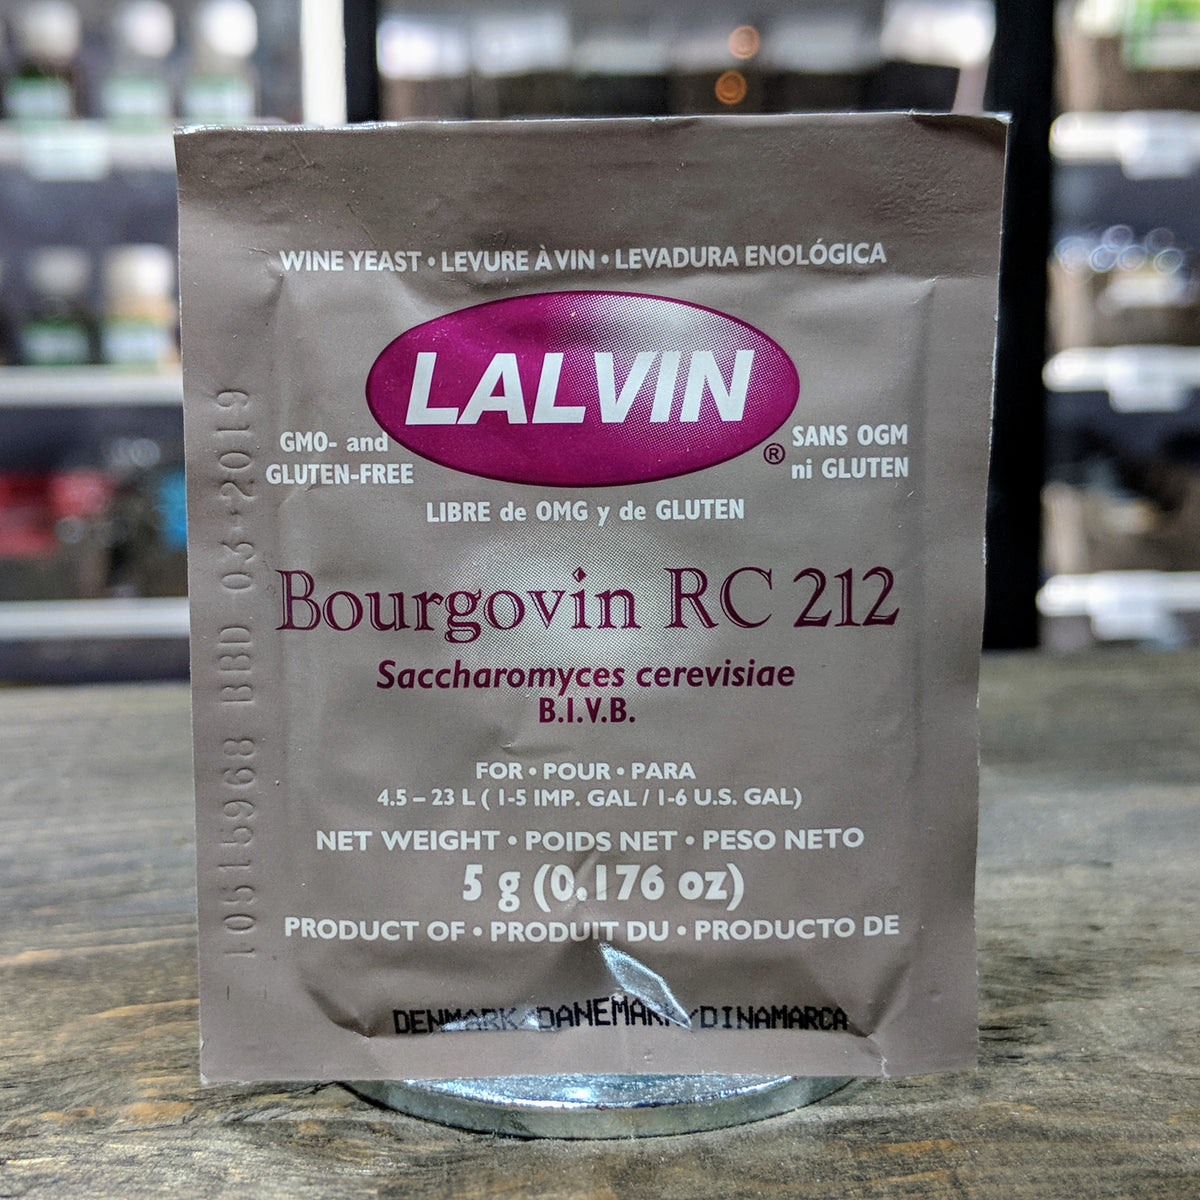 WINE YEAST • LEVURE À VIN • LEVADURA ENOLÓGICA
LALVIN
®
GMO- and
GLUTEN-FREE
SANS OGM
ni GLUTEN
LIBRE de OMG y de GLUTEN
Bourgovin RC 212
Saccharomyces cerevisiae
B.I.V.B.
FOR • POUR • PARA
4.5 – 23 L ( 1-5 IMP. GAL / 1-6 U.S. GAL)
NET WEIGHT • POIDS NET • PESO NETO
5 g (0.176 oz)
PRODUCT OF • PRODUIT DU • PRODUCTO DE
DENMARK/DANEMARK/DINAMARCA
10515968 BBD 03-2019